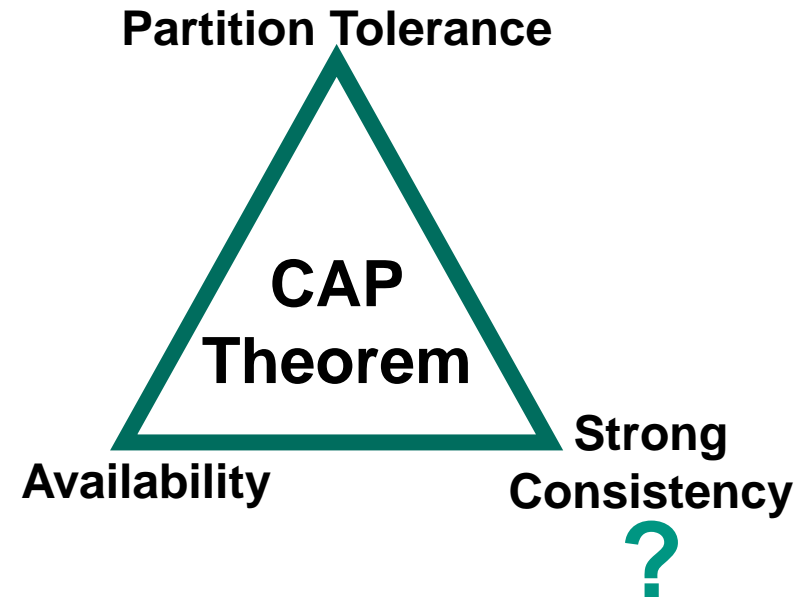 Partition Tolerance
CAP
Theorem
Availability
Strong
Consistency
?